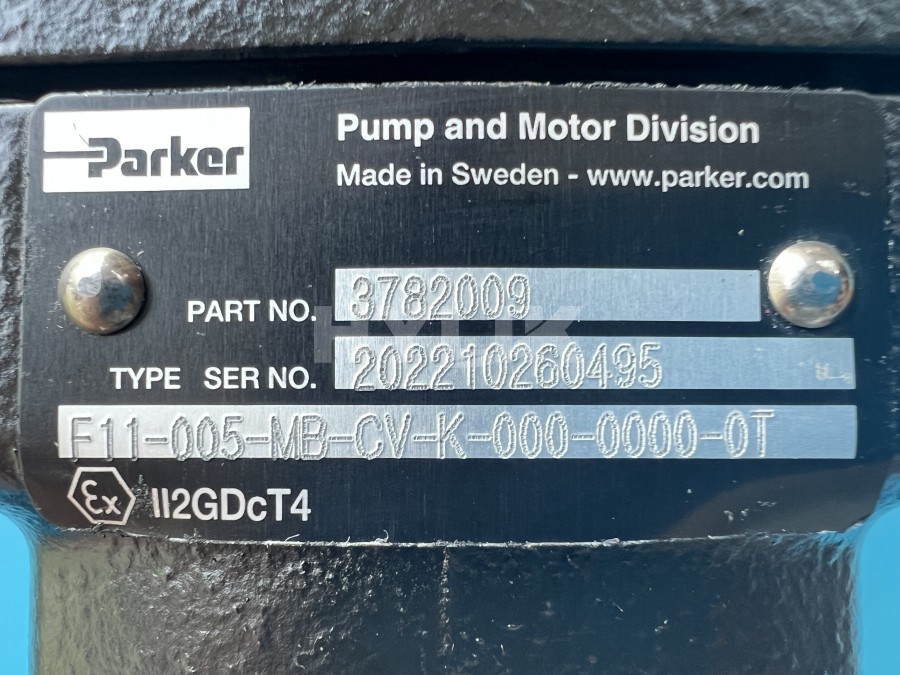 Parker
Pump and Motor Division
Made in Sweden - www.parker.com
PART NO. 3782009
TYPE SER NO. 202210260495
F11-005-MB-CV-K-000-0000-0T
Ex II2GDcT4